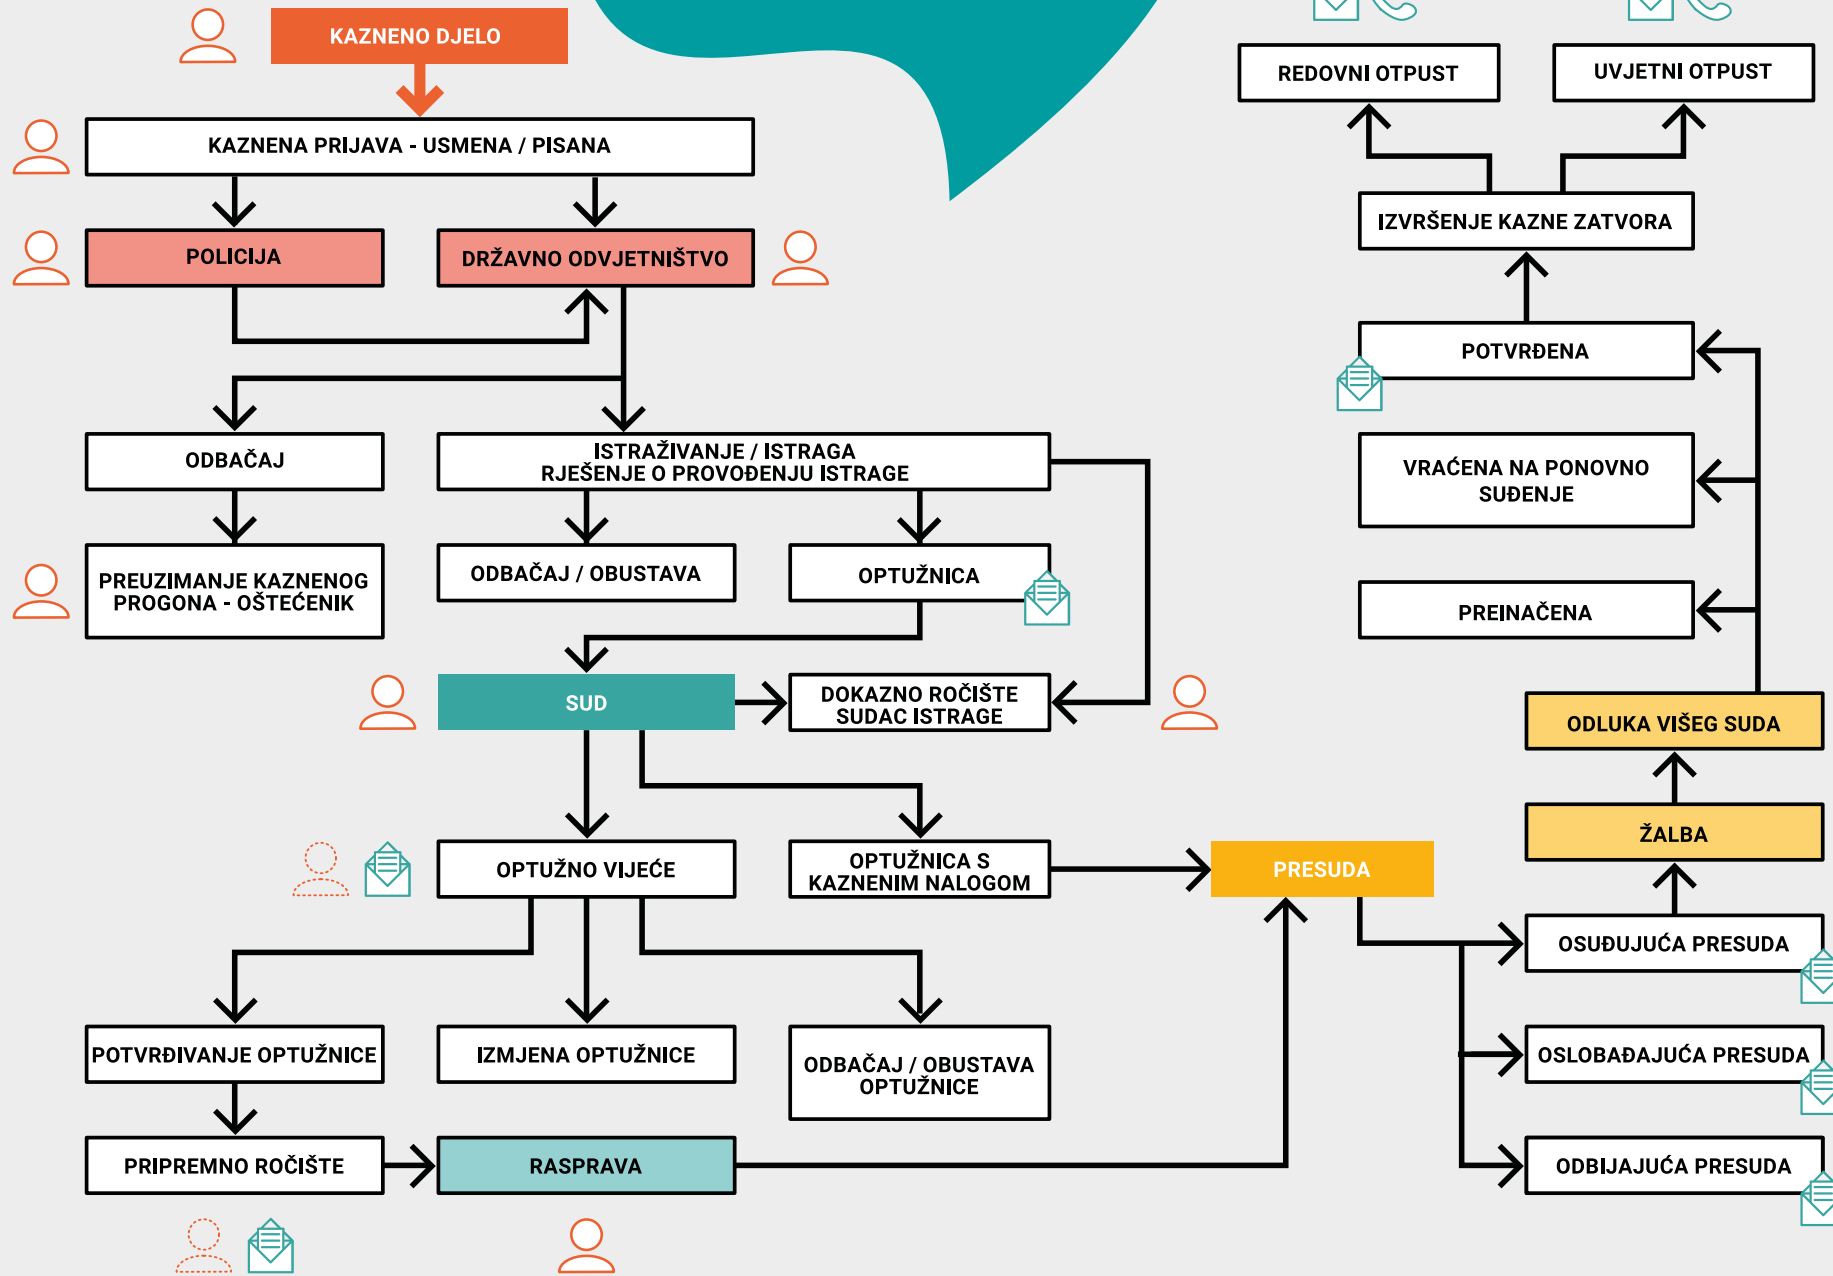 KAZNENO DJELO
KAZNENA PRIJAVA - USMENA / PISANA
POLICIJA
DRŽAVNO ODVJETNIŠTVO
ODBAČAJ
ISTRAŽIVANJE / ISTRAGA
RJEŠENJE O PROVOĐENJU ISTRAGE
PREUZIMANJE KAZNENOG
PROGONA - OŠTEĆENIK
ODBAČAJ / OBUSTAVA
OPTUŽNICA
SUD
DOKAZNO ROČIŠTE
SUDAC ISTRAGE
OPTUŽNO VIJEĆE
OPTUŽNICA S
KAZNENIM NALOGOM
POTVRĐIVANJE OPTUŽNICE
IZMJENA OPTUŽNICE
ODBAČAJ / OBUSTAVA
OPTUŽNICE
PRIPREMNO ROČIŠTE
RASPRAVA
PRESUDA
REDOVNI OTPUST
UVJETNI OTPUST
IZVRŠENJE KAZNE ZATVORA
POTVRĐENA
VRAĆENA NA PONOVNO
SUĐENJE
PREINAČENA
ODLUKA VIŠEG SUDA
ŽALBA
OSUĐUJUĆA PRESUDA
OSLOBAĐAJUĆA PRESUDA
ODBIJAJUĆA PRESUDA